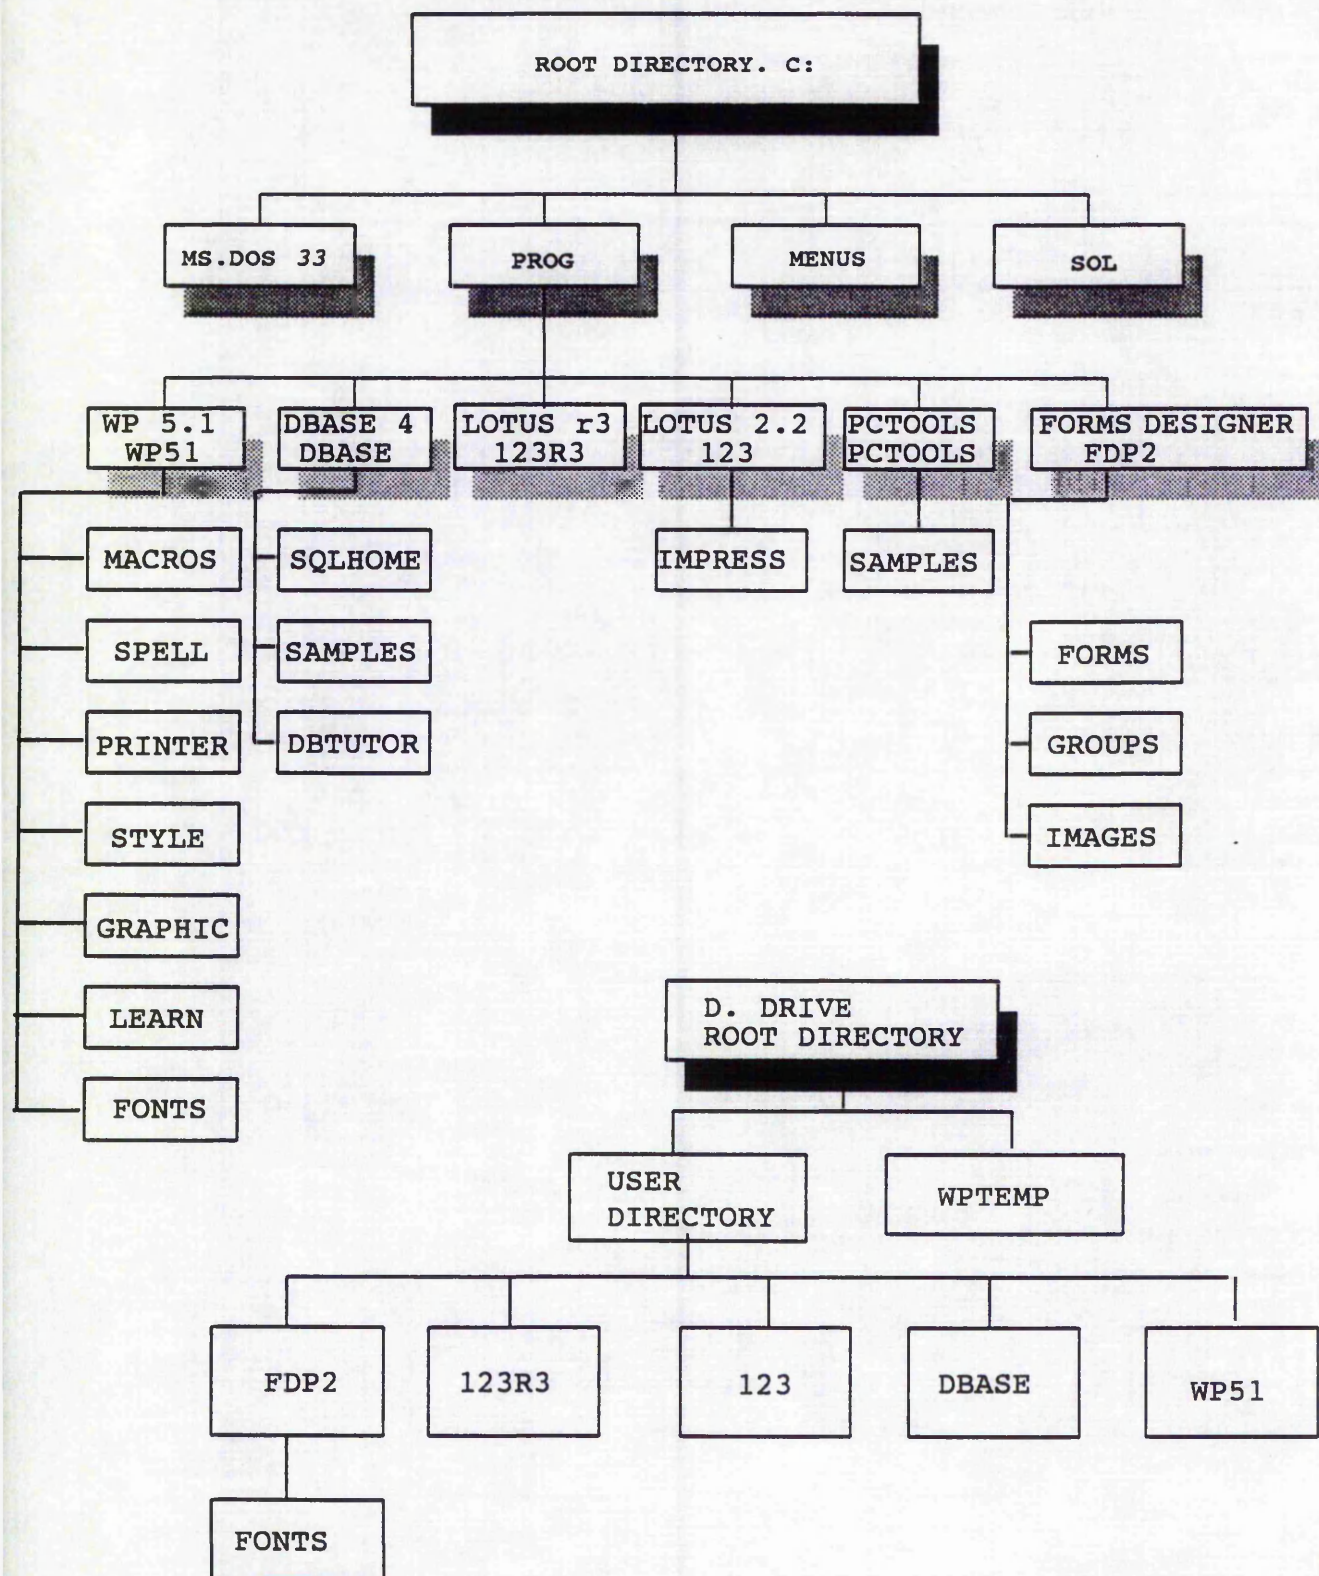 ROOT DIRECTORY. C:
MS.DOS 33
PROG
MENUS
SOL
WP 5.1
WP51
DBASE 4
DBASE
LOTUS r3
123R3
LOTUS 2.2
123
PCTOOLS
PCTOOLS
FORMS DESIGNER
FDP2
MACROS
SPELL
PRINTER
STYLE
GRAPHIC
LEARN
FONTS
SQLHOME
SAMPLES
DBTUTOR
IMPRESS
SAMPLES
FORMS
GROUPS
IMAGES
D. DRIVE
ROOT DIRECTORY
USER
DIRECTORY
WPTEMP
FDP2
123R3
123
DBASE
WP51
FONTS